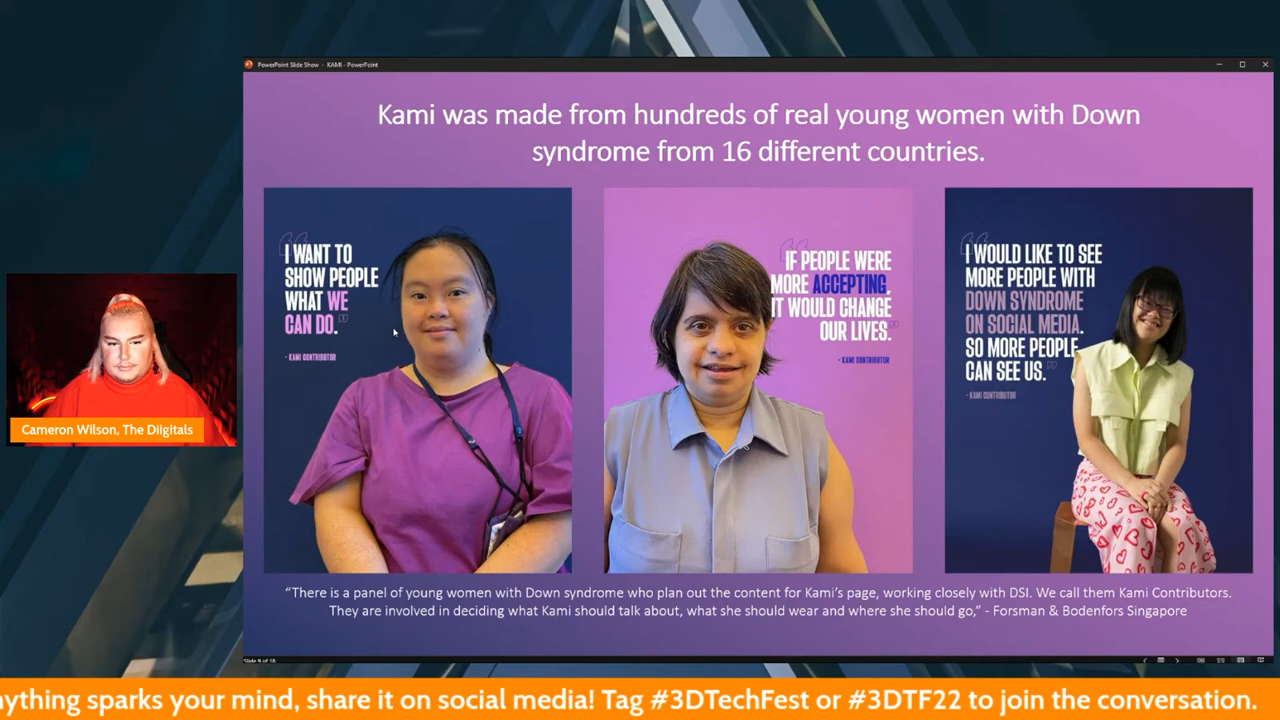 PowerPoint Slide Show - KAMI - PowerPoint
Kami was made from hundreds of real young women with Down
syndrome from 16 different countries.
I WANT TO
SHOW PEOPLE
WHAT WE
CAN DO.
- KAMI CONTRIBUTOR
IF PEOPLE WERE
MORE ACCEPTING,
IT WOULD CHANGE
OUR LIVES.
- KAMI CONTRIBUTOR
I WOULD LIKE TO SEE
MORE PEOPLE WITH
DOWN SYNDROME
ON SOCIAL MEDIA.
SO MORE PEOPLE
CAN SEE US.
- KAMI CONTRIBUTOR
Cameron Wilson, The Diigitals
“There is a panel of young women with Down syndrome who plan out the content for Kami’s page, working closely with DSI. We call them Kami Contributors.
They are involved in deciding what Kami should talk about, what she should wear and where she should go,” - Forsman & Bodenfors Singapore
Slide 9 of 18
nything sparks your mind, share it on social media! Tag #3DTechFest or #3DTF22 to join the conversation.